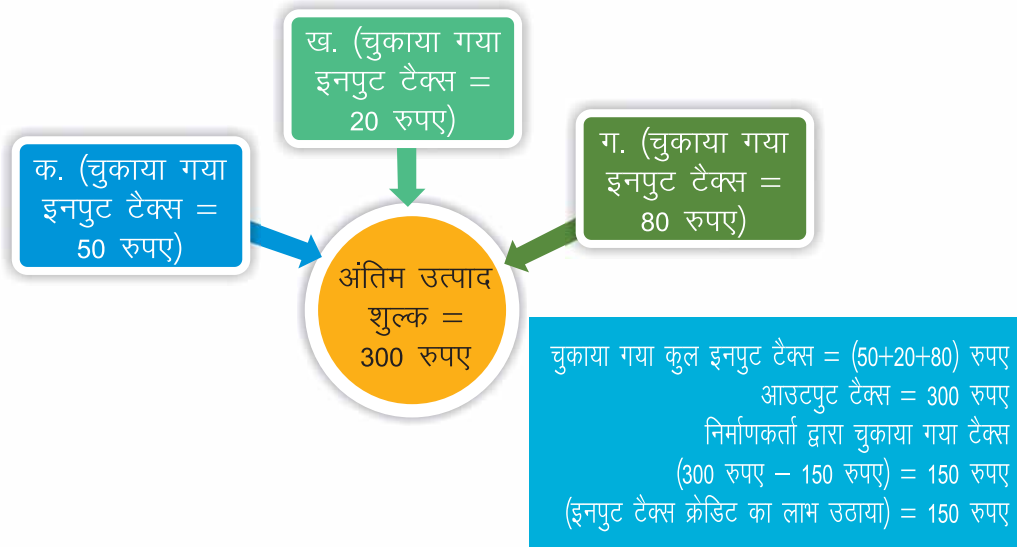 क. (चुकाया गया
इनपुट टैक्स =
50 रुपए)
ख. (चुकाया गया
इनपुट टैक्स =
20 रुपए)
ग. (चुकाया गया
इनपुट टैक्स =
80 रुपए)
अंतिम उत्पाद
शुल्क =
300 रुपए
चुकाया गया कुल इनपुट टैक्स = (50+20+80) रुपए
आउटपुट टैक्स = 300 रुपए
निर्माणकर्ता द्वारा चुकाया गया टैक्स
(300 रुपए – 150 रुपए) = 150 रुपए
(इनपुट टैक्स क्रेडिट का लाभ उठाया) = 150 रुपए